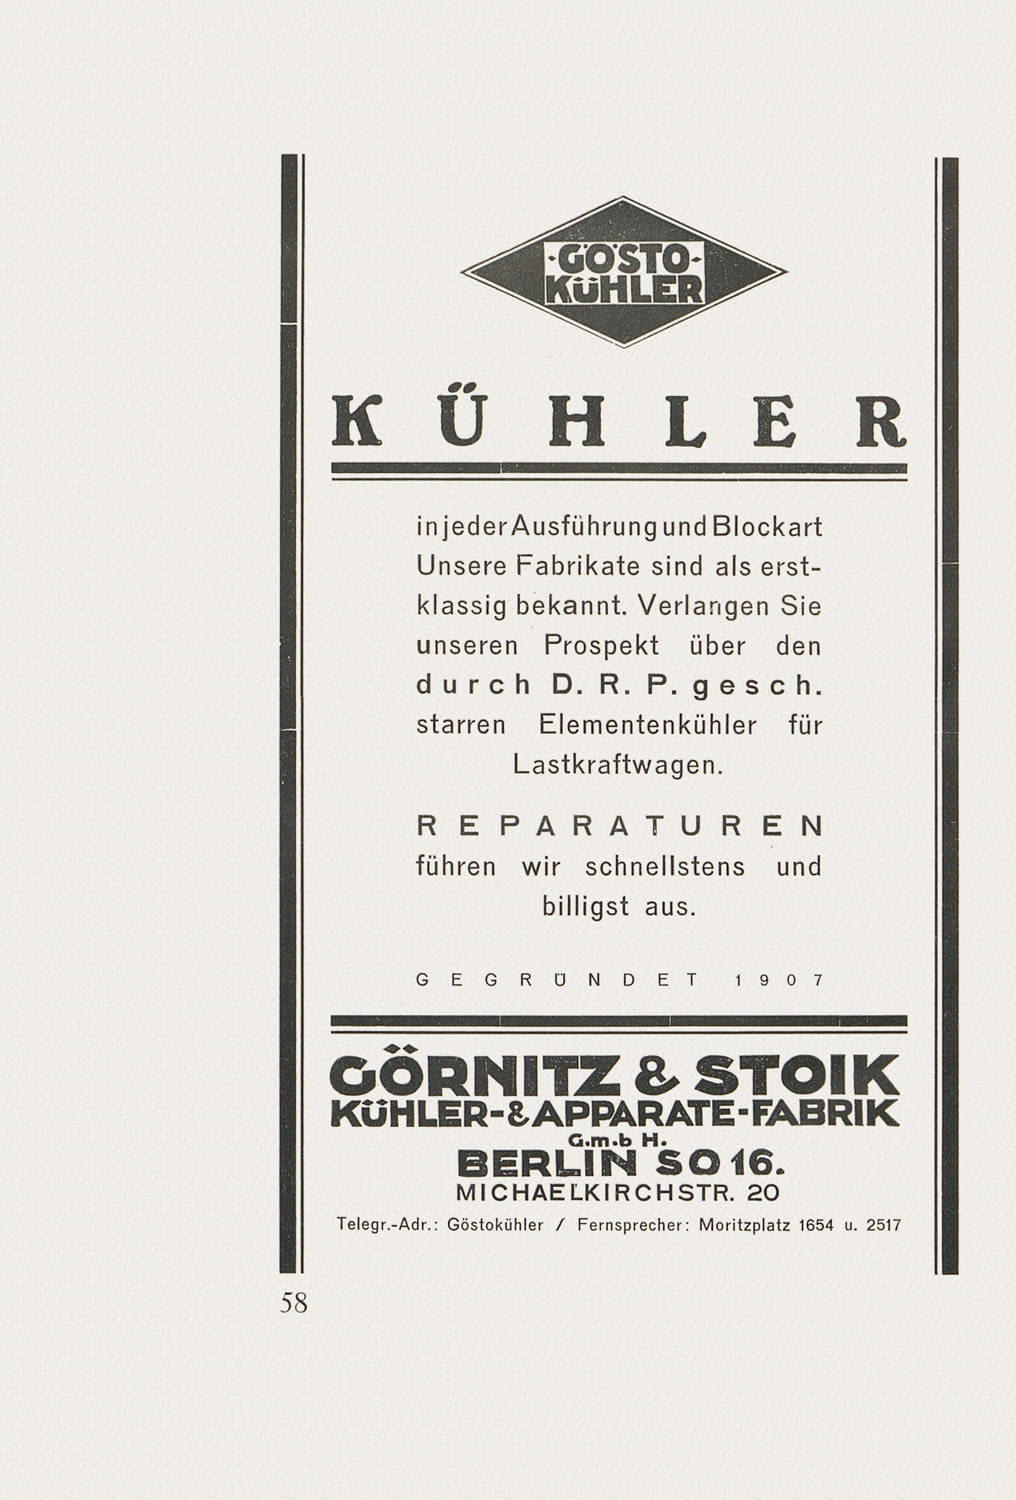 ·GÖSTO·
KÜHLER
KÜHLER
in jeder Ausführung und Blockart
Unsere Fabrikate sind als erst-
klassig bekannt. Verlangen Sie
unseren Prospekt über den
durch D. R. P. gesch.
starren Elementenkühler für
Lastkraftwagen.
REPARATUREN
führen wir schnellstens und
billigst aus.
GEGRÜNDET 1907
GÖRNITZ & STOIK
KÜHLER-&APPARATE-FABRIK
G.m.b H.
BERLIN SO 16.
MICHAELKIRCHSTR. 20
Telegr.-Adr.: Göstokühler / Fernsprecher: Moritzplatz 1654 u. 2517
58